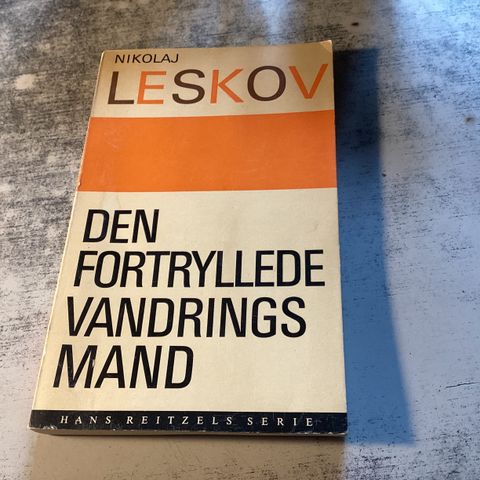 NIKOLAJ
LESKOV
DEN
FORTRYLLEDE
VANDRINGS
MAND
HANS REITZELS SERIE